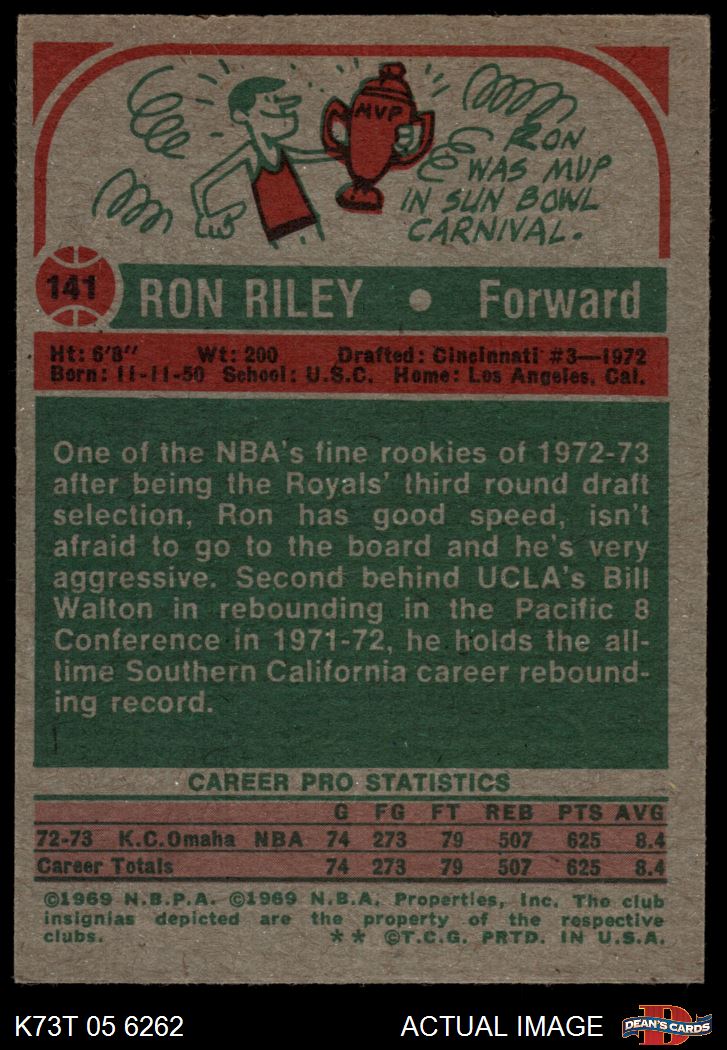 MVP
RON
WAS MVP
IN SUN BOWL
CARNIVAL.
141 RON RILEY • Forward
Ht: 6'8" Wt: 200 Drafted: Cincinnati #3—1972
Born: 11-11-50 School: U.S.C. Home: Los Angeles, Cal.
One of the NBA's fine rookies of 1972-73
after being the Royals' third round draft
selection, Ron has good speed, isn't
afraid to go to the board and he's very
aggressive. Second behind UCLA's Bill
Walton in rebounding in the Pacific 8
Conference in 1971-72, he holds the all-
time Southern California career rebound-
ing record.
CAREER PRO STATISTICS
G FG FT REB PTS AVG
72-73 K.C.Omaha NBA 74 273 79 507 625 8.4
Career Totals 74 273 79 507 625 8.4
©1969 N.B.P.A. ©1969 N.B.A. Properties, Inc. The club
insignias depicted are the property of the respective
clubs. ** ©T.C.G. PRTD. IN U.S.A.
K73T 05 6262 ACTUAL IMAGE D DEAN'S CARDS